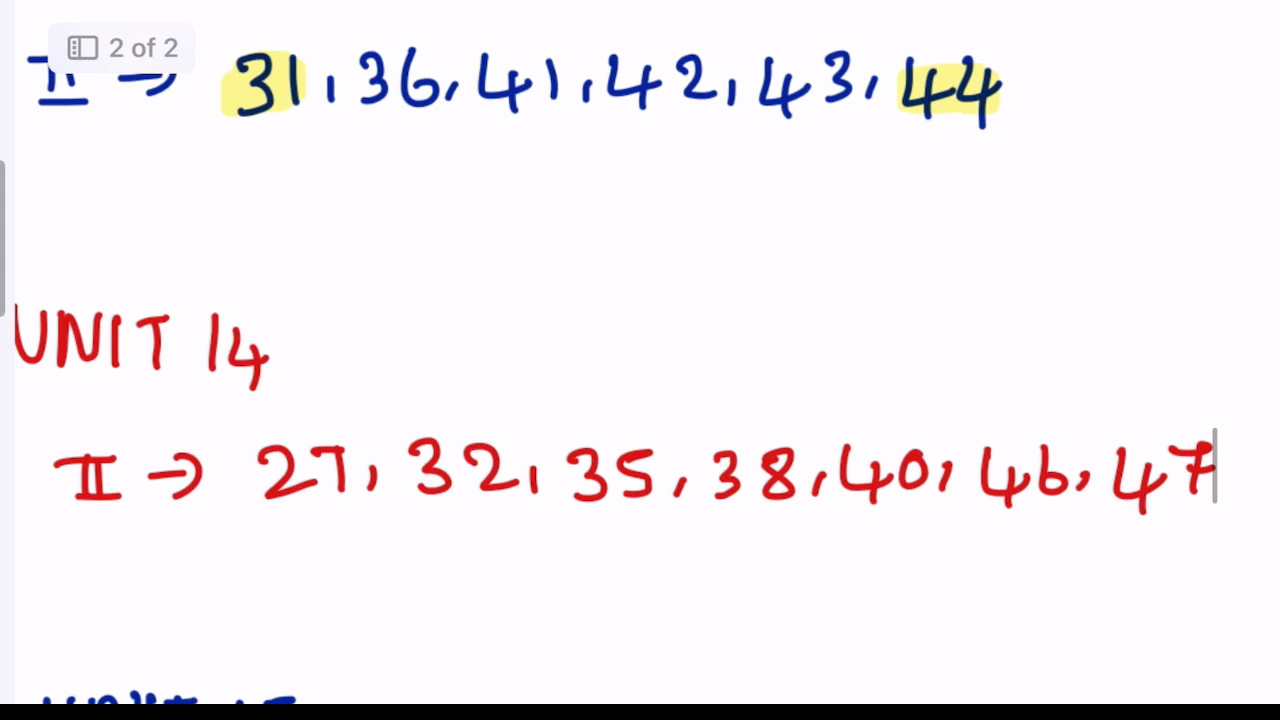 2 of 2
II → 31, 36, 41, 42, 43, 44
UNIT 14
II → 27, 32, 35, 38, 40, 46, 47